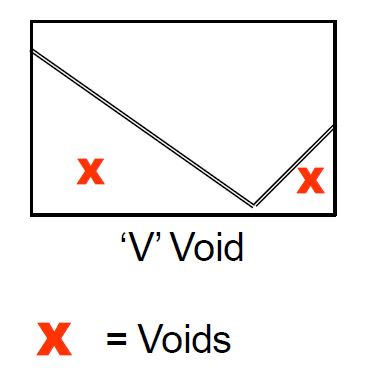 X
X
‘V’ Void
X = Voids